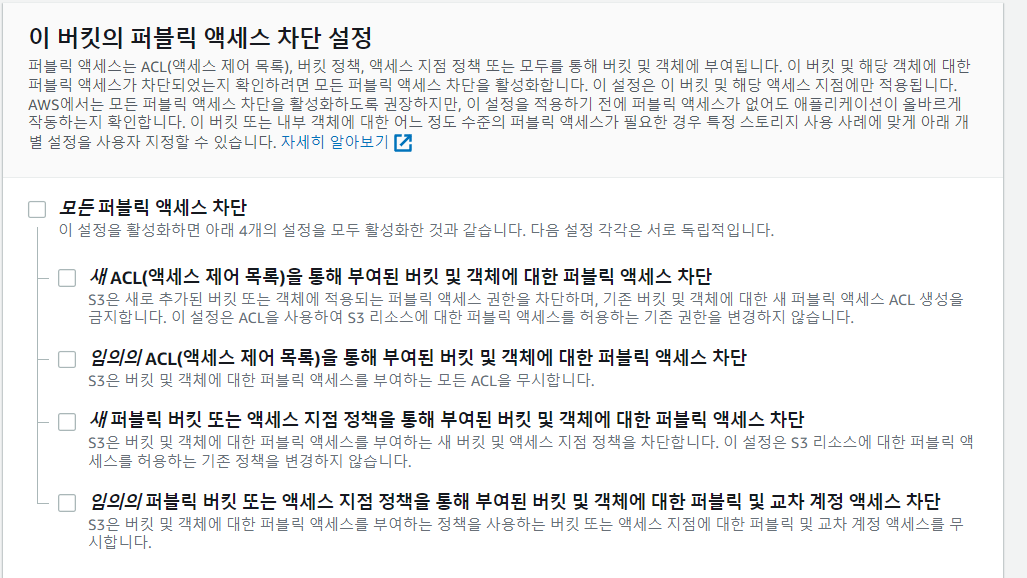 이 버킷의 퍼블릭 액세스 차단 설정
퍼블릭 액세스는 ACL(액세스 제어 목록), 버킷 정책, 액세스 지점 정책 또는 모두를 통해 버킷 및 객체에 부여됩니다. 이 버킷 및 해당 객체에 대한
퍼블릭 액세스가 차단되었는지 확인하려면 모든 퍼블릭 액세스 차단을 활성화합니다. 이 설정은 이 버킷 및 해당 액세스 지점에만 적용됩니다.
AWS에서는 모든 퍼블릭 액세스 차단을 활성화하도록 권장하지만, 이 설정을 적용하기 전에 퍼블릭 액세스가 없어도 애플리케이션이 올바르게
작동하는지 확인합니다. 이 버킷 또는 내부 객체에 대한 어느 정도 수준의 퍼블릭 액세스가 필요한 경우 특정 스토리지 사용 사례에 맞게 아래 개
별 설정을 사용자 지정할 수 있습니다. 자세히 알아보기
모든 퍼블릭 액세스 차단
이 설정을 활성화하면 아래 4개의 설정을 모두 활성화한 것과 같습니다. 다음 설정 각각은 서로 독립적입니다.
새 ACL(액세스 제어 목록)을 통해 부여된 버킷 및 객체에 대한 퍼블릭 액세스 차단
S3은 새로 추가된 버킷 또는 객체에 적용되는 퍼블릭 액세스 권한을 차단하며, 기존 버킷 및 객체에 대한 새 퍼블릭 액세스 ACL 생성을
금지합니다. 이 설정은 ACL을 사용하여 S3 리소스에 대한 퍼블릭 액세스를 허용하는 기존 권한을 변경하지 않습니다.
임의의 ACL(액세스 제어 목록)을 통해 부여된 버킷 및 객체에 대한 퍼블릭 액세스 차단
S3은 버킷 및 객체에 대한 퍼블릭 액세스를 부여하는 모든 ACL을 무시합니다.
새 퍼블릭 버킷 또는 액세스 지점 정책을 통해 부여된 버킷 및 객체에 대한 퍼블릭 액세스 차단
S3은 버킷 및 객체에 대한 퍼블릭 액세스를 부여하는 새 버킷 및 액세스 지점 정책을 차단합니다. 이 설정은 S3 리소스에 대한 퍼블릭 액
세스를 허용하는 기존 정책을 변경하지 않습니다.
임의의 퍼블릭 버킷 또는 액세스 지점 정책을 통해 부여된 버킷 및 객체에 대한 퍼블릭 및 교차 계정 액세스 차단
S3은 버킷 및 객체에 대한 퍼블릭 액세스를 부여하는 정책을 사용하는 버킷 또는 액세스 지점에 대한 퍼블릭 및 교차 계정 액세스를 무
시합니다.